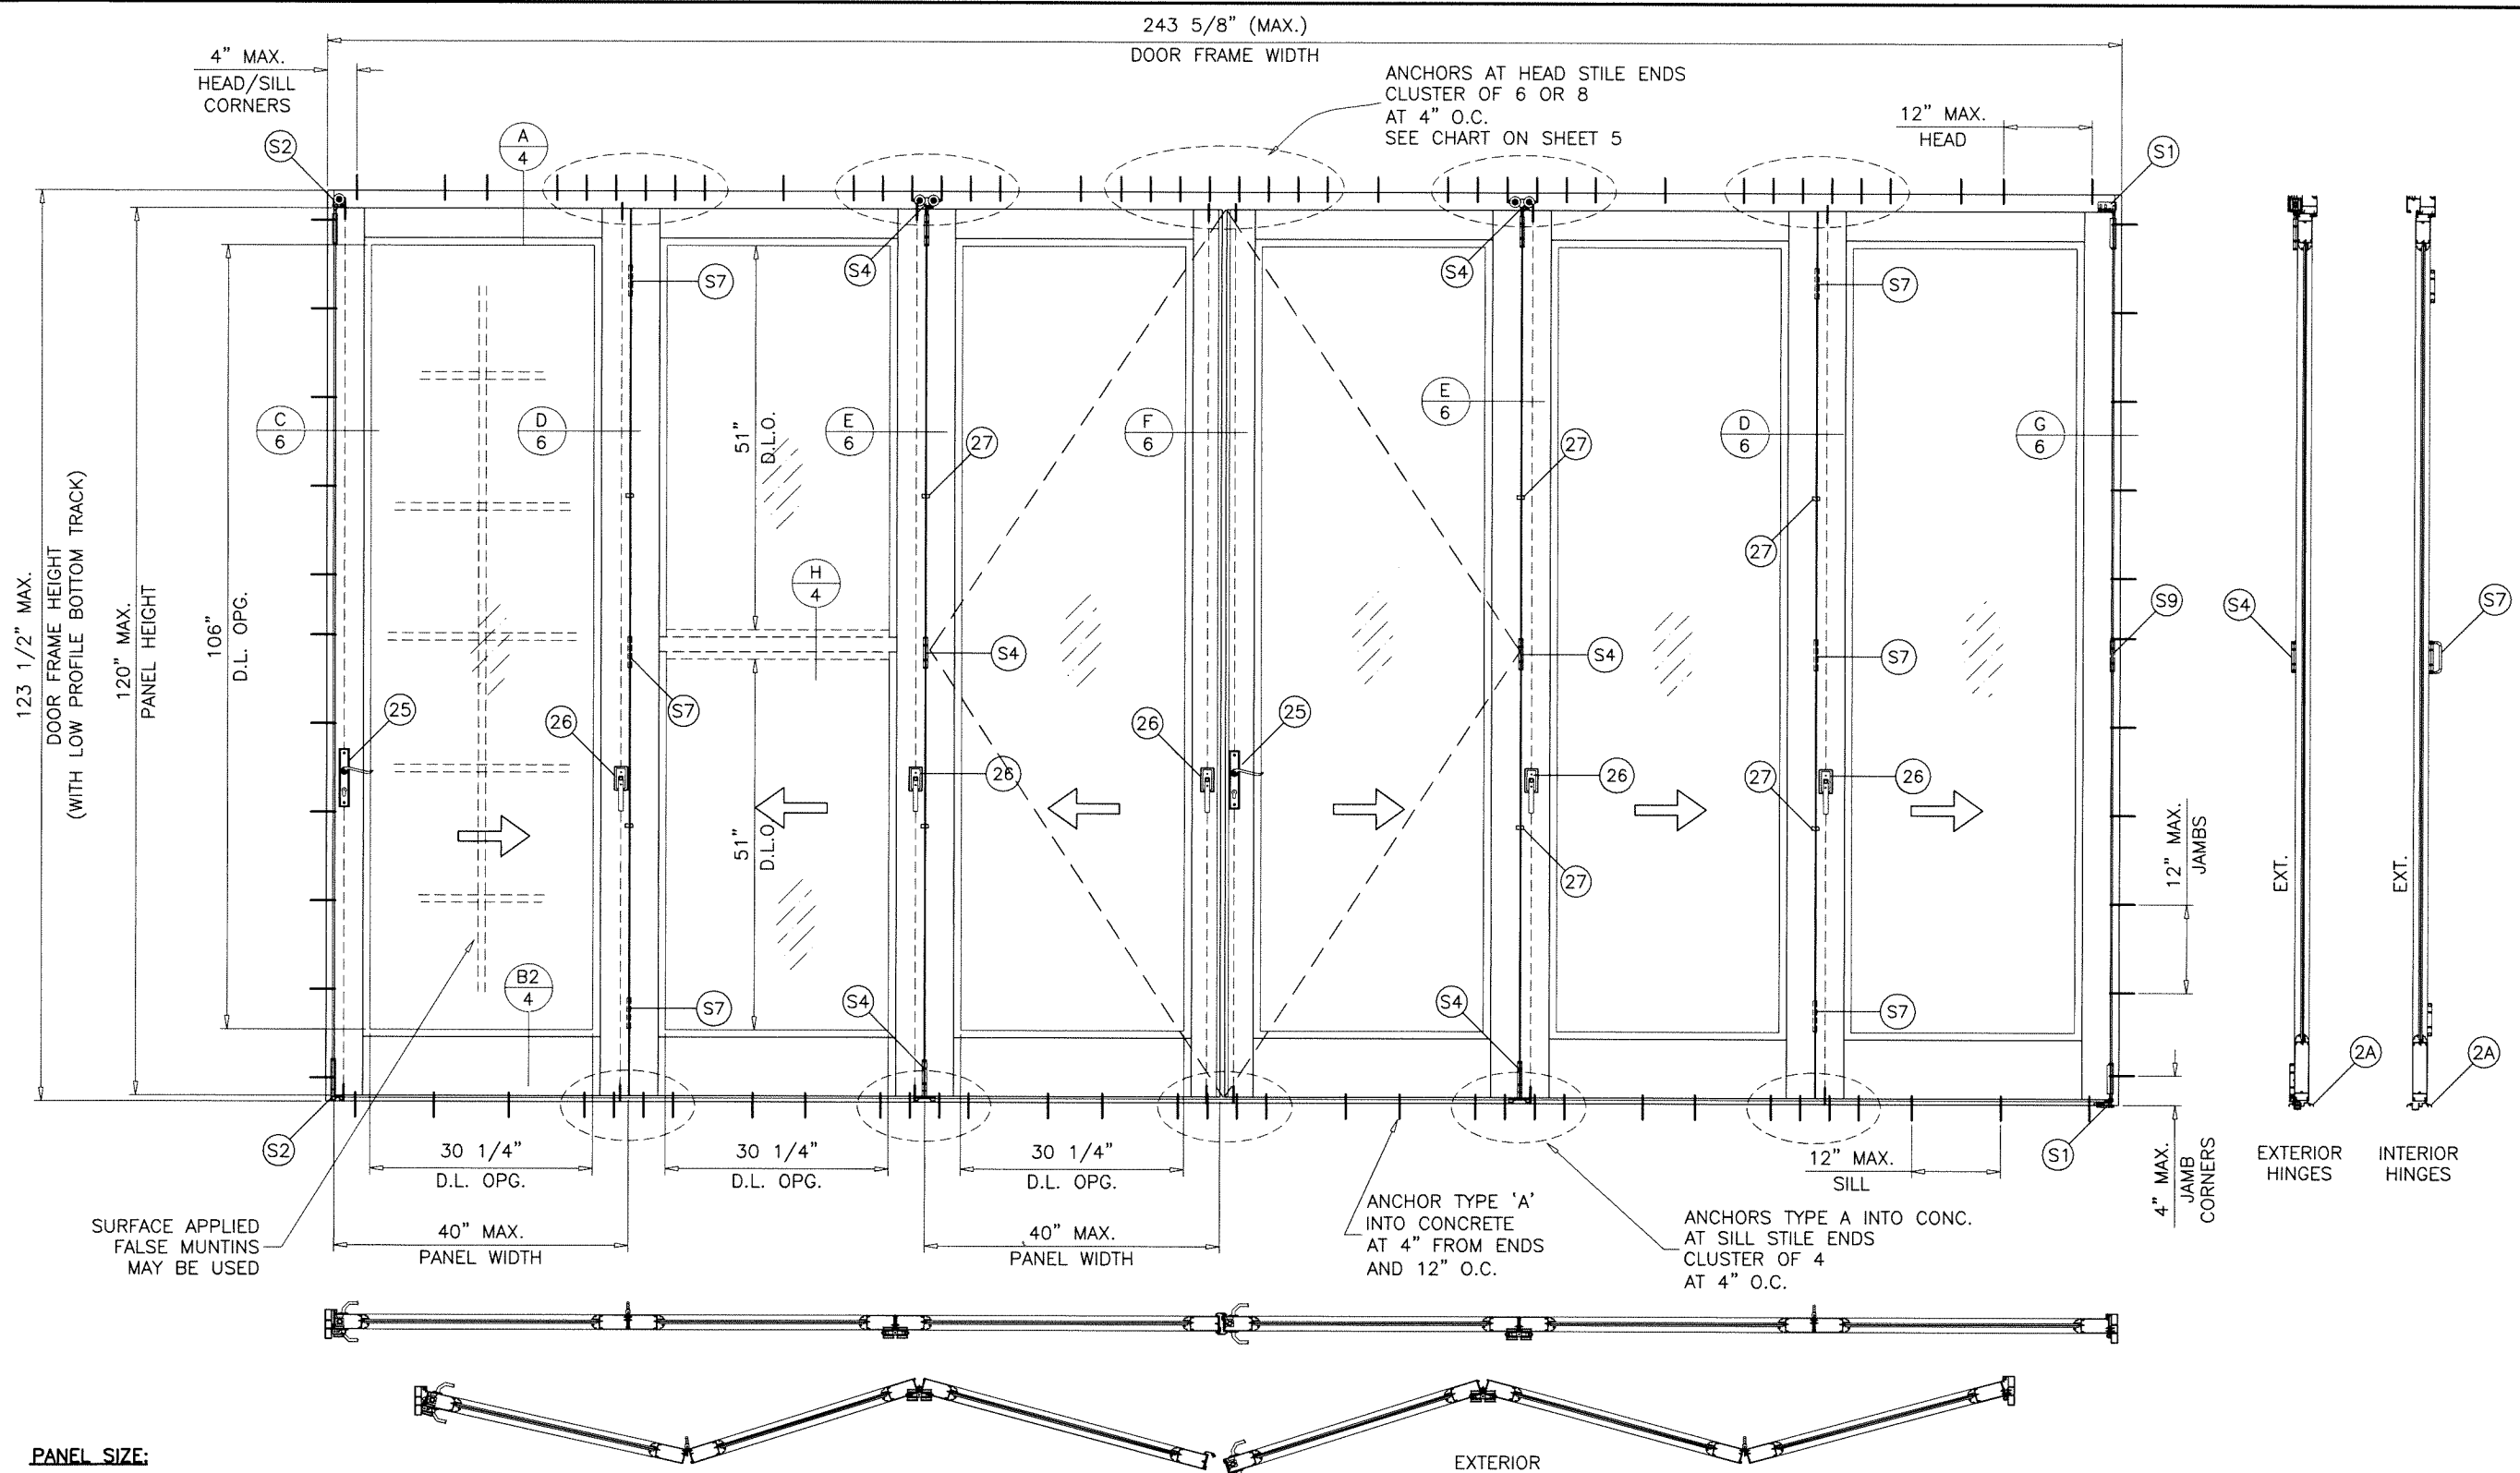 243 5/8" (MAX.)
DOOR FRAME WIDTH
4" MAX.
HEAD/SILL
CORNERS
ANCHORS AT HEAD STILE ENDS
CLUSTER OF 6 OR 8
AT 4" O.C.
SEE CHART ON SHEET 5
12" MAX.
HEAD
S2
A
4
S1
S4
S7
S4
S7
C
6
D
6
E
6
27
F
6
E
6
27
D
6
G
6
51"
D.L.O.
27
H
4
123 1/2" MAX.
DOOR FRAME HEIGHT
(WITH LOW PROFILE BOTTOM TRACK)
120" MAX.
PANEL HEIGHT
106"
D.L. OPG.
S7
S4
S4
S7
S9
S4
S7
25
26
26
26
25
26
27
26
51"
D.L.O.
27
12" MAX.
JAMBS
EXT.
EXT.
B2
4
S7
S4
S4
S7
2A
2A
S2
S1
30 1/4"
D.L. OPG.
30 1/4"
D.L. OPG.
30 1/4"
D.L. OPG.
12" MAX.
SILL
4" MAX.
JAMB
CORNERS
EXTERIOR
HINGES
INTERIOR
HINGES
SURFACE APPLIED
FALSE MUNTINS
MAY BE USED
40" MAX.
PANEL WIDTH
40" MAX.
PANEL WIDTH
ANCHOR TYPE 'A'
INTO CONCRETE
AT 4" FROM ENDS
AND 12" O.C.
ANCHORS TYPE A INTO CONC.
AT SILL STILE ENDS
CLUSTER OF 4
AT 4" O.C.
PANEL SIZE:
EXTERIOR